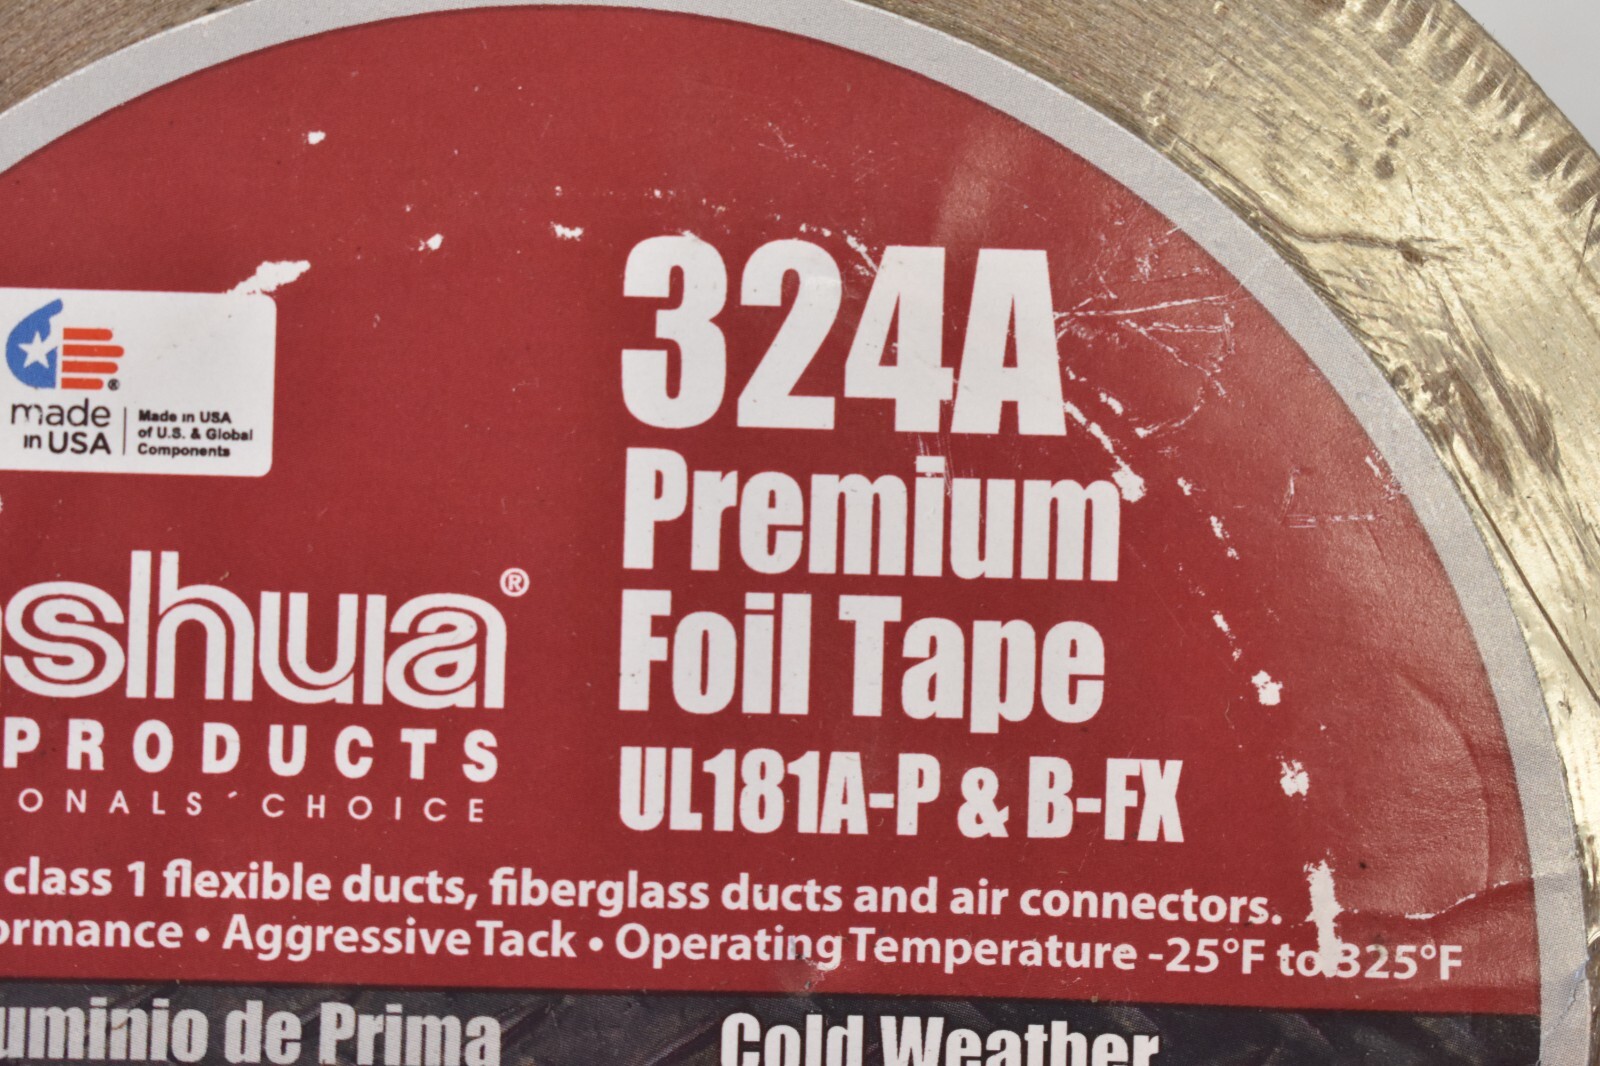 324A
Premium
Foil Tape
UL181A-P & B-FX
made
in USA
Made in USA
of U.S. & Global
Components
shua®
PRODUCTS
ONALS' CHOICE
class 1 flexible ducts, fiberglass ducts and air connectors.
ormance • Aggressive Tack • Operating Temperature -25°F to 325°F
uminio de Prima
Cold Weather